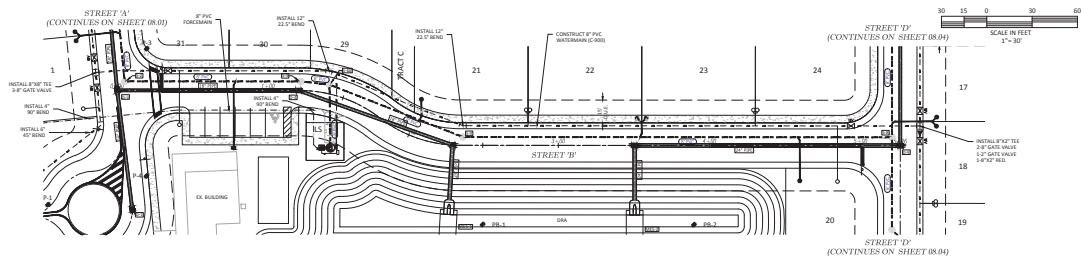 STREET 'A'
(CONTINUES ON SHEET 08.01)
8" PVC
FORCEMAIN
INSTALL 12"
22.5° BEND
INSTALL 12"
22.5° BEND
CONSTRUCT 8" PVC
WATERMAIN (C-900)
STREET 'D'
(CONTINUES ON SHEET 08.04)
30 15 0 30 60
SCALE IN FEET
1"=30'
P-3
31
30
29
TRACT C
21
22
23
24
17
1
INSTALL 8"X8" TEE
3-8" GATE VALVE
INSTALL 4"
90° BEND
INSTALL 6"
45° BEND
INSTALL 4"
90° BEND
ILS
STREET 'B'
INSTALL 8"X2" TEE
2-8" GATE VALVE
1-2" GATE VALVE
1-8"X2" RED.
18
P-4
P-1
EX. BUILDING
DRA
PB-1
PB-2
20
19
STREET 'D'
(CONTINUES ON SHEET 08.04)